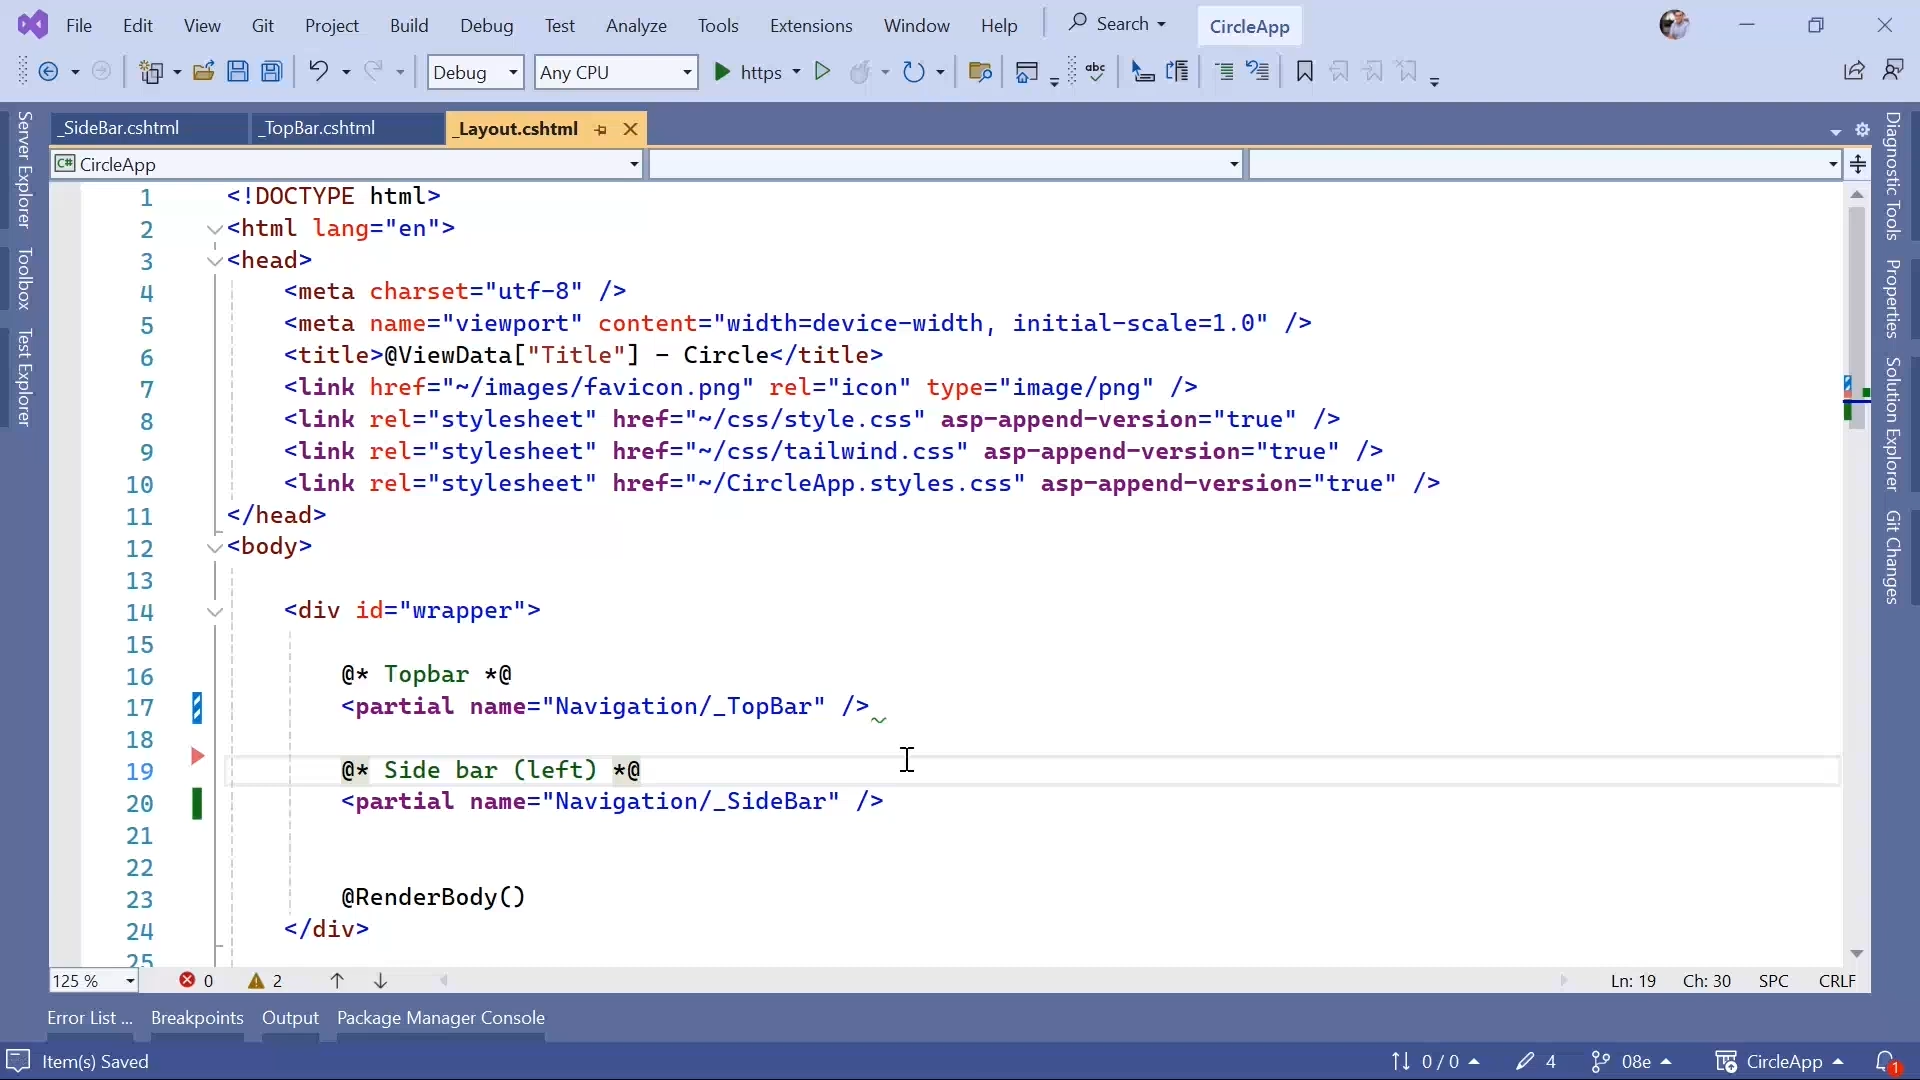 File Edit View Git Project Build Debug Test Analyze Tools Extensions Window Help Search CircleApp
Debug Any CPU https abc
_SideBar.cshtml _TopBar.cshtml _Layout.cshtml
C# CircleApp
Server Explorer
Toolbox
Test Explorer
1 <!DOCTYPE html>
2 <html lang="en">
3 <head>
4 <meta charset="utf-8" />
5 <meta name="viewport" content="width=device-width, initial-scale=1.0" />
6 <title>@ViewData["Title"] - Circle</title>
7 <link href="~/images/favicon.png" rel="icon" type="image/png" />
8 <link rel="stylesheet" href="~/css/style.css" asp-append-version="true" />
9 <link rel="stylesheet" href="~/css/tailwind.css" asp-append-version="true" />
10 <link rel="stylesheet" href="~/CircleApp.styles.css" asp-append-version="true" />
11 </head>
12 <body>
13
14 <div id="wrapper">
15
16 @* Topbar *@
17 <partial name="Navigation/_TopBar" />
18
19 @* Side bar (left) *@
20 <partial name="Navigation/_SideBar" />
21
22
23 @RenderBody()
24 </div>
25
Diagnostic Tools
Properties
Solution Explorer
Git Changes
125 % 0 2 Ln: 19 Ch: 30 SPC CRLF
Error List ... Breakpoints Output Package Manager Console
Item(s) Saved 0 / 0 4 08e CircleApp 1